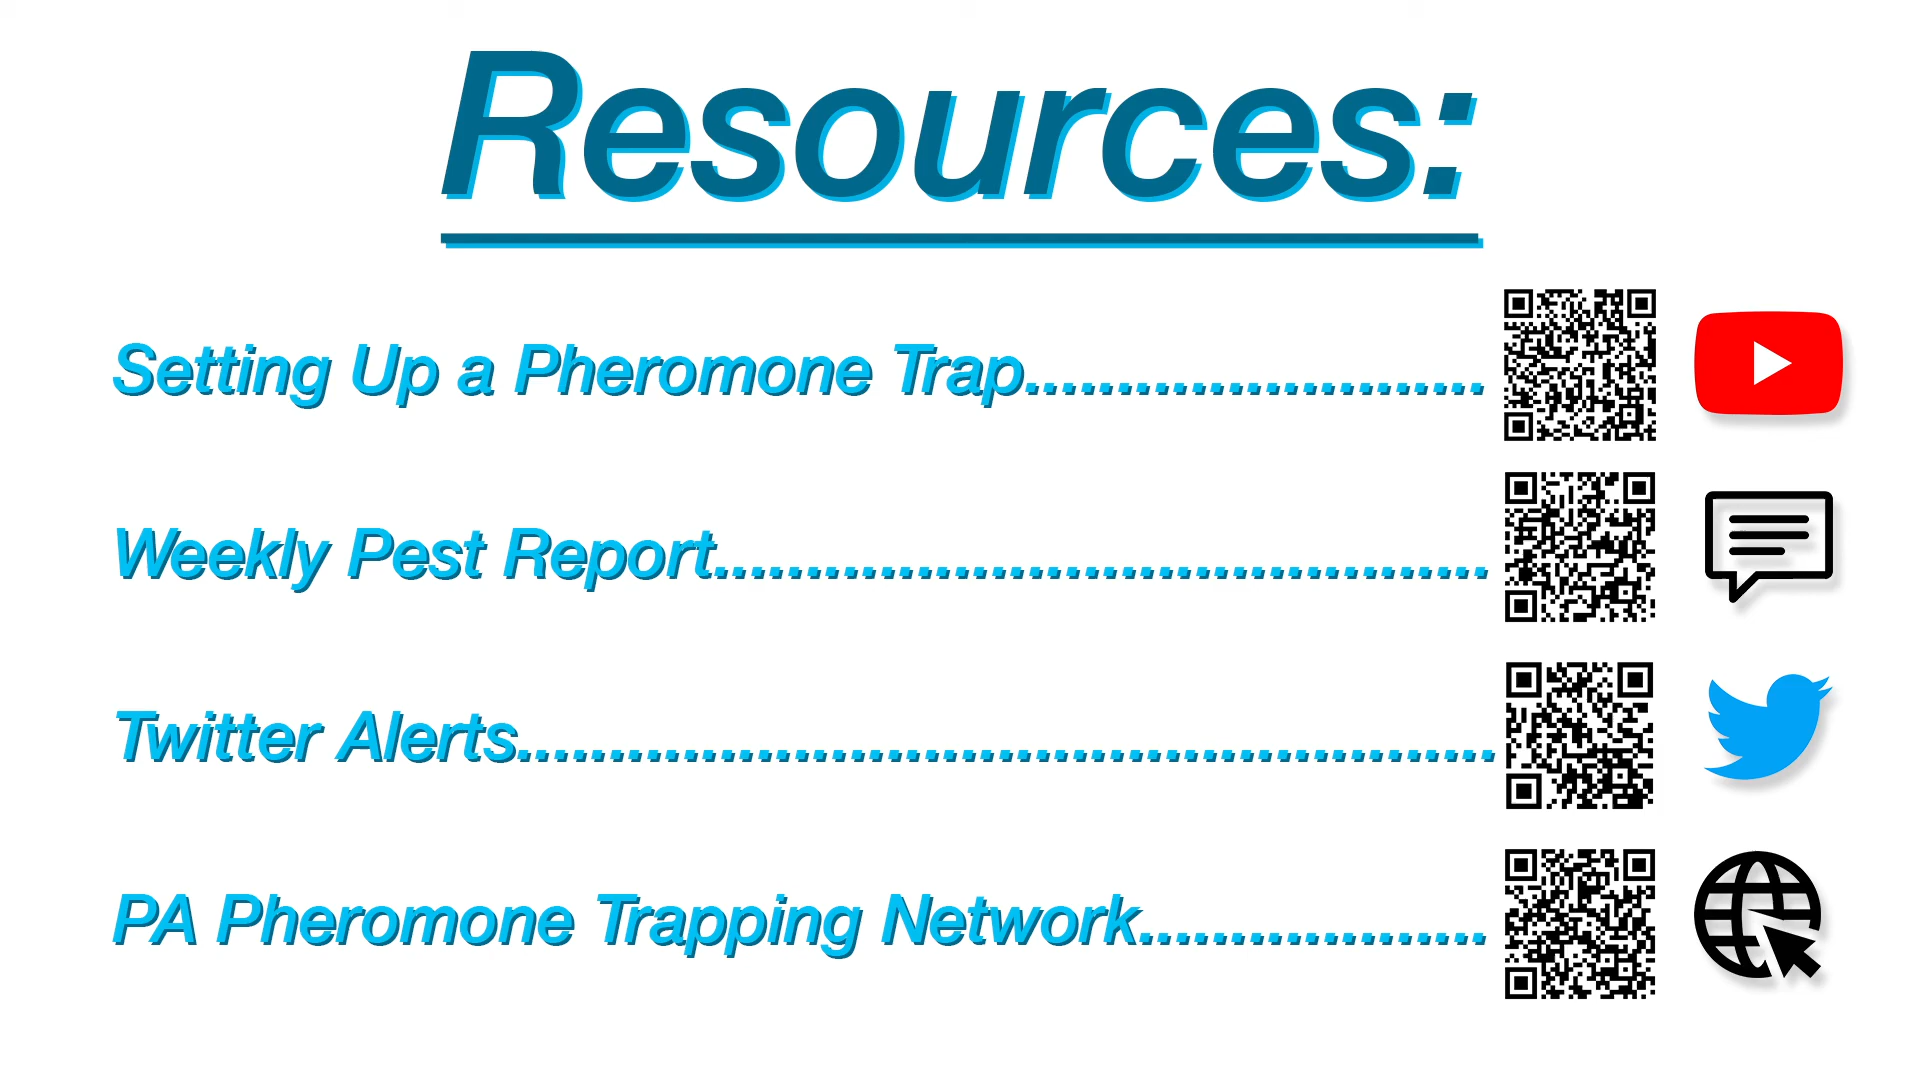 Resources:
Setting Up a Pheromone Trap.........................
Weekly Pest Report..........................................
Twitter Alerts.....................................................
PA Pheromone Trapping Network...................